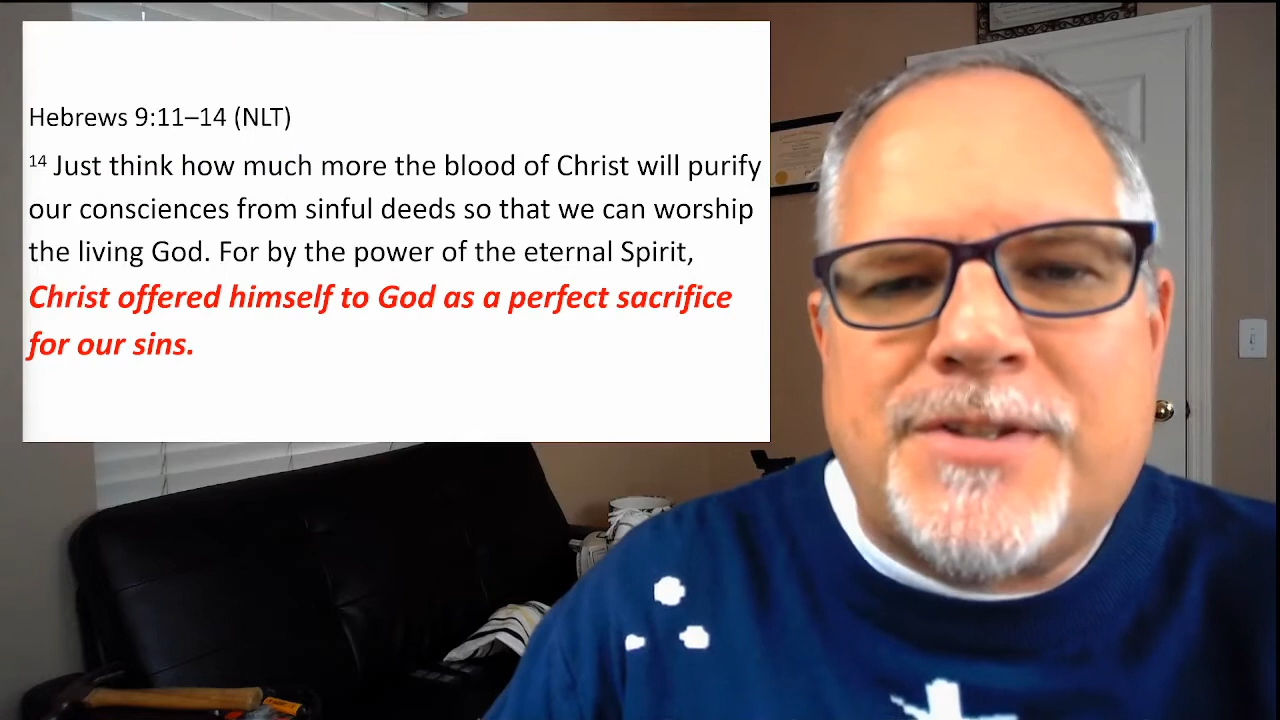 Hebrews 9:11–14 (NLT)
14 Just think how much more the blood of Christ will purify
our consciences from sinful deeds so that we can worship
the living God. For by the power of the eternal Spirit,
Christ offered himself to God as a perfect sacrifice
for our sins.